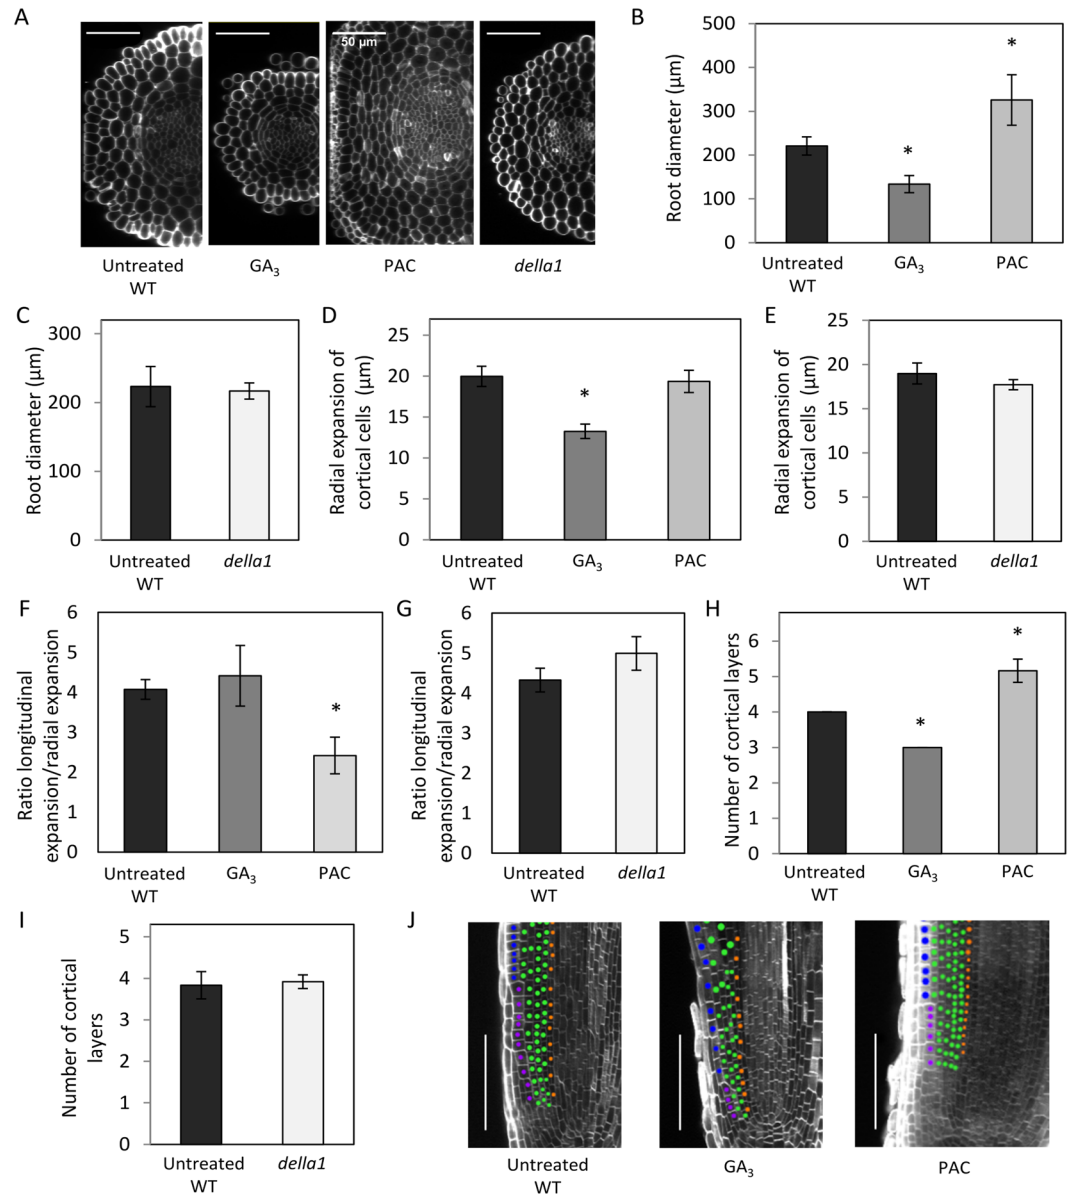 A
50 µm
Untreated
WT
GA3
PAC
della1
B
Root diameter (µm)
500
400
300
200
100
0
*
*
Untreated
WT
GA3
PAC
C
Root diameter (µm)
300
200
100
0
Untreated
WT
della1
D
Radial expansion of
cortical cells (µm)
25
20
15
10
5
0
*
Untreated
WT
GA3
PAC
E
Radial expansion of
cortical cells (µm)
25
20
15
10
5
0
Untreated
WT
della1
F
Ratio longitudinal
expansion/radial expansion
6
5
4
3
2
1
0
*
Untreated
WT
GA3
PAC
G
Ratio longitudinal
expansion/radial expansion
6
5
4
3
2
1
0
Untreated
WT
della1
H
Number of cortical layers
6
5
4
3
2
1
0
*
*
Untreated
WT
GA3
PAC
I
Number of cortical
layers
5
4
3
2
1
0
Untreated
WT
della1
J
Untreated
WT
GA3
PAC